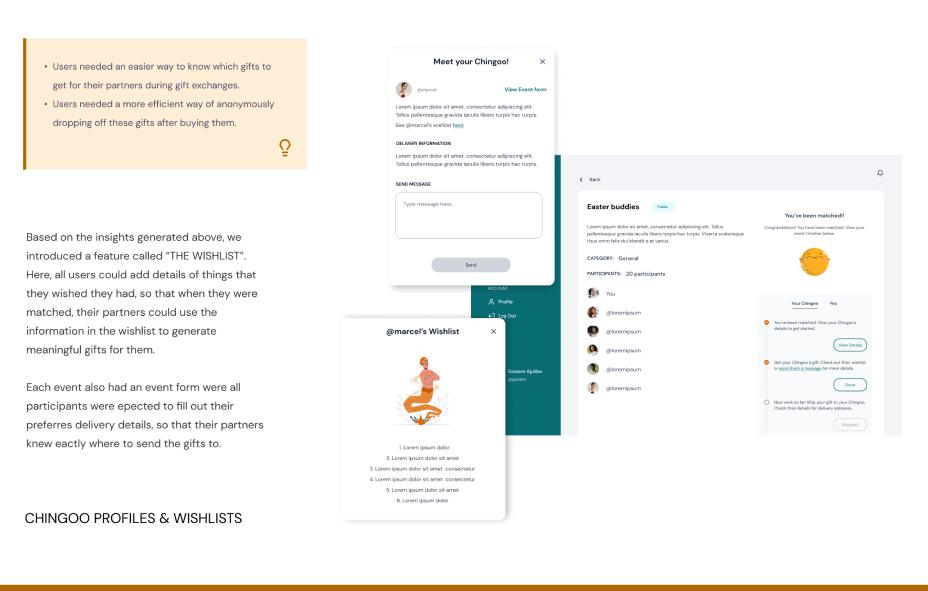 • Users needed an easier way to know which gifts to
get for their partners during gift exchanges.
• Users needed a more efficient way of anonymously
dropping off these gifts after buying them.
Based on the insights generated above, we
introduced a feature called “THE WISHLIST”.
Here, all users could add details of things that
they wished they had, so that when they were
matched, their partners could use the
information in the wishlist to generate
meaningful gifts for them.
Each event also had an event form were all
participants were epected to fill out their
preferres delivery details, so that their partners
knew eactly where to send the gifts to.
CHINGOO PROFILES & WISHLISTS
Meet your Chingoo!
@marcel
View Event form
Lorem ipsum dolor sit amet, consectetur adipiscing elit.
Tellus pellentesque gravida iaculis libero turpis hac turpis.
See @marcel's wishlist here
DELIVERY INFORMATION
Lorem ipsum dolor sit amet, consectetur adipiscing elit.
Tellus pellentesque gravida iaculis libero turpis hac turpis.
SEND MESSAGE
Type message here..
Send
ACCOUNT
Profile
Log Out
Goziem Ajulibe
@goziem
@marcel's Wishlist
1. Lorem ipsum dolor
2. Lorem ipsum dolor sit amet
3. Lorem ipsum dolor sit amet consectetur
4. Lorem ipsum dolor sit amet consectetur
5. Lorem ipsum dolor sit amet
6. Lorem ipsum dolor
Back
Easter buddies
Public
Lorem ipsum dolor sit amet, consectetur adipiscing elit. Tellus
pellentesque gravida iaculis libero turpis hac turpis. Viverra scelerisque
risus enim felis dui blandit a at varius.
CATEGORY: General
PARTICIPANTS: 20 participants
You
@loremipsum
@loremipsum
@loremipsum
@loremipsum
@loremipsum
You've been matched!!
Congratulations! You have been matched. View your
event timeline below.
Your Chingoo
You
You've been matched. View your Chingoo's
details to get started.
View Details
Get your Chingoo a gift. Check out their wishlist
or send them a message for more details.
Done
Nice work so far! Ship your gift to your Chingoo.
Check their details for delivery adresses.
Shipped